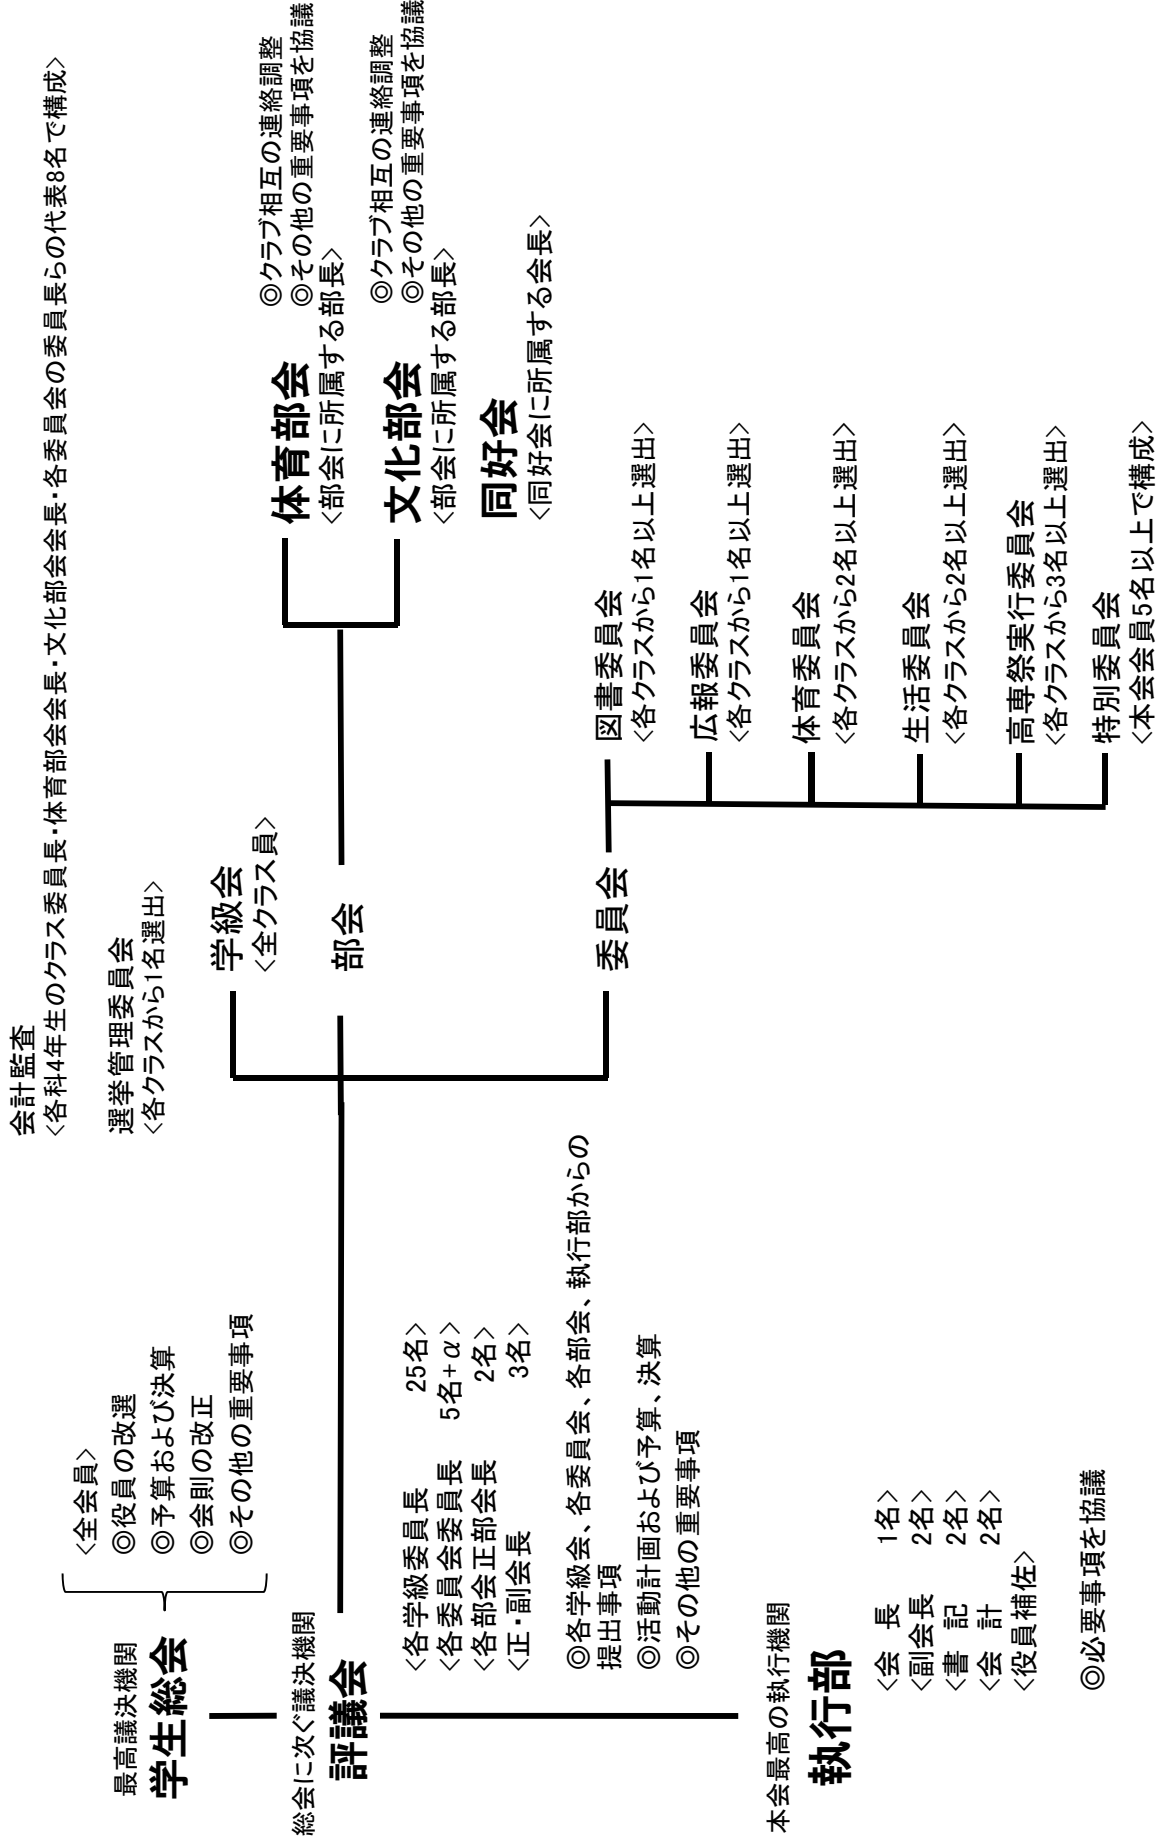 会計監査
<各科4年生のクラス委員長・体育部会会長・文化部会会長・各委員会の委員長らの代表8名で構成>
選挙管理委員会
<各クラスから1名選出>
最高議決機関
学生総会
<全会員>
◎役員の改選
◎予算および決算
◎会則の改正
◎その他の重要事項
総会に次ぐ議決機関
評議会
<各学級委員長 25名>
<各委員会委員長 5名+α>
<各部会正部会長 2名>
<正・副会長 3名>
◎各学級会、各委員会、各部会、執行部からの
提出事項
◎活動計画および予算、決算
◎その他の重要事項
本会最高の執行機関
執行部
<会 長 1名>
<副会長 2名>
<書 記 2名>
<会 計 2名>
<役員補佐>
◎必要事項を協議
学級会
<全クラス員>
部会
体育部会
<部会に所属する部長>
◎クラブ相互の連絡調整
◎その他の重要事項を協議
文化部会
<部会に所属する部長>
◎クラブ相互の連絡調整
◎その他の重要事項を協議
同好会
<同好会に所属する会長>
委員会
図書委員会
<各クラスから1名以上選出>
広報委員会
<各クラスから1名以上選出>
体育委員会
<各クラスから2名以上選出>
生活委員会
<各クラスから2名以上選出>
高専祭実行委員会
<各クラスから3名以上選出>
特別委員会
<本会会員5名以上で構成>